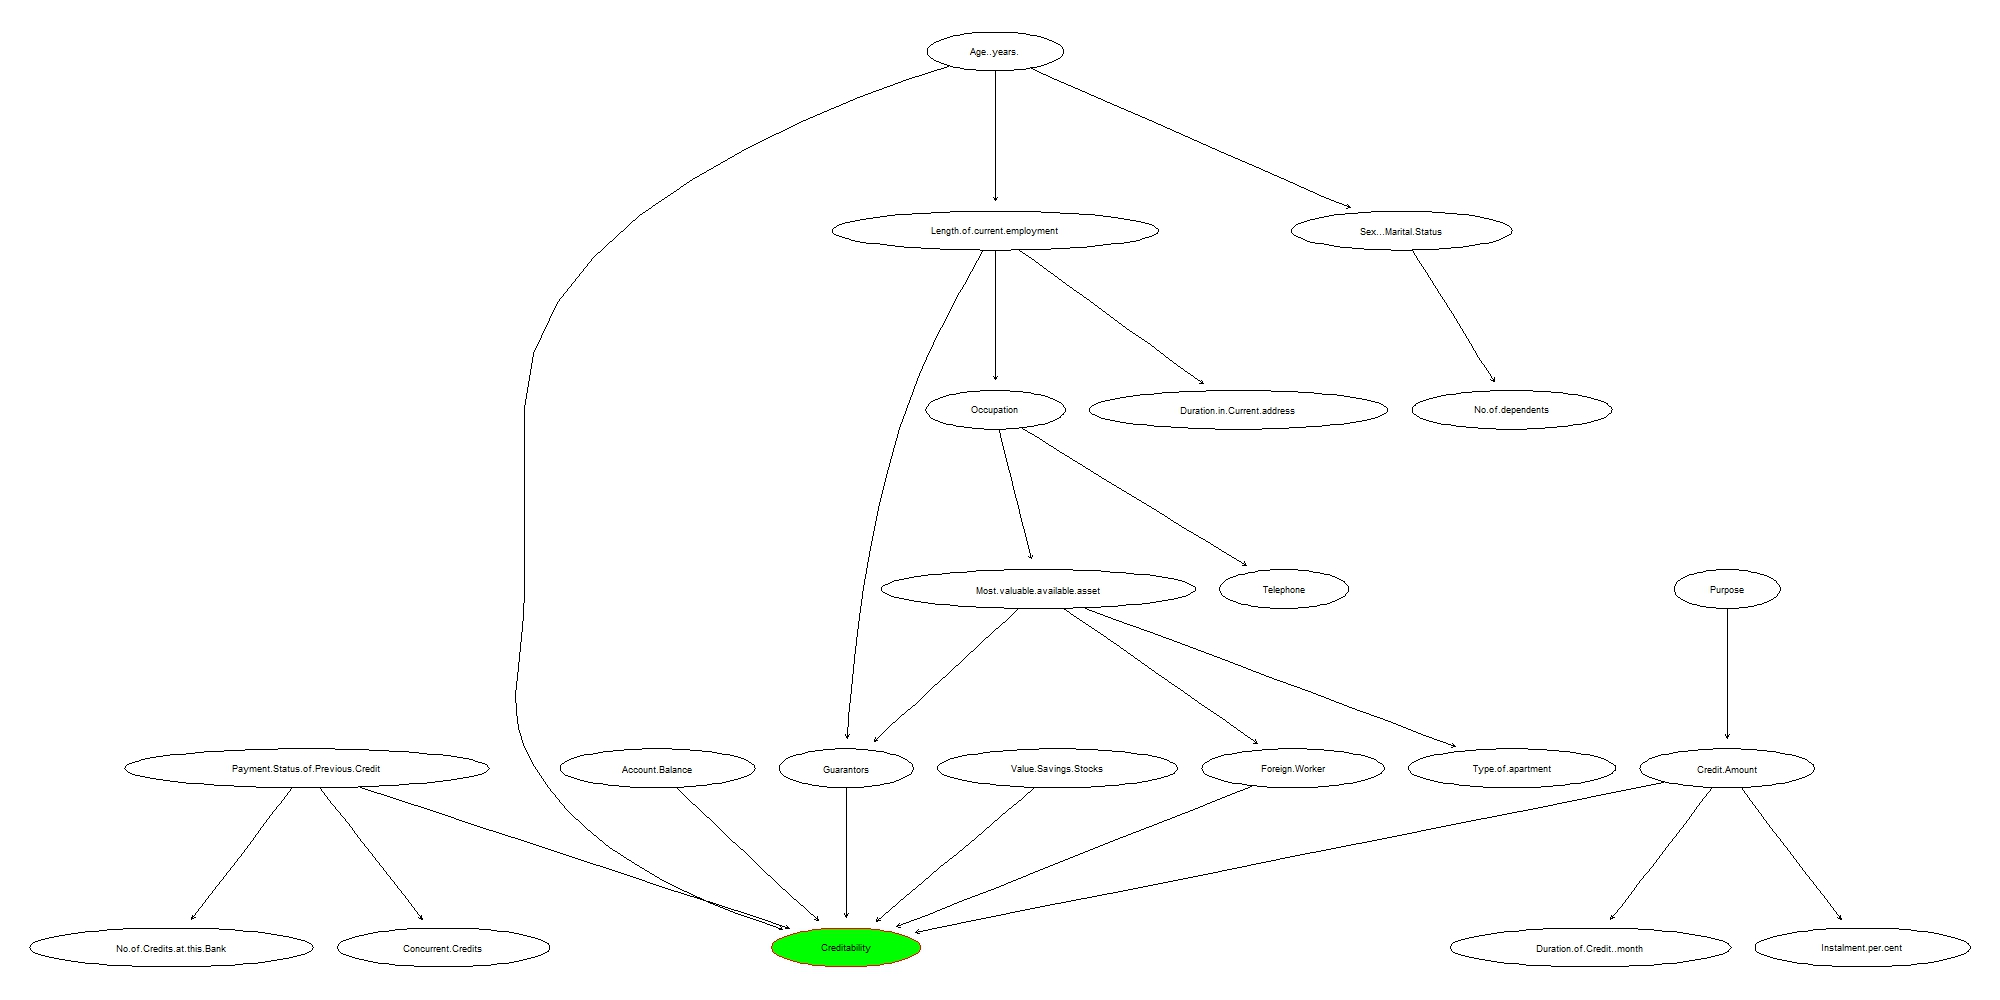 Age..years.
Length.of.current.employment
Sex...Marital.Status
Occupation
Duration.in.Current.address
No.of.dependents
Most.valuable.available.asset
Telephone
Purpose
Payment.Status.of.Previous.Credit
Account.Balance
Guarantors
Value.Savings.Stocks
Foreign.Worker
Type.of.apartment
Credit.Amount
No.of.Credits.at.this.Bank
Concurrent.Credits
Creditability
Duration.of.Credit..month
Instalment.per.cent